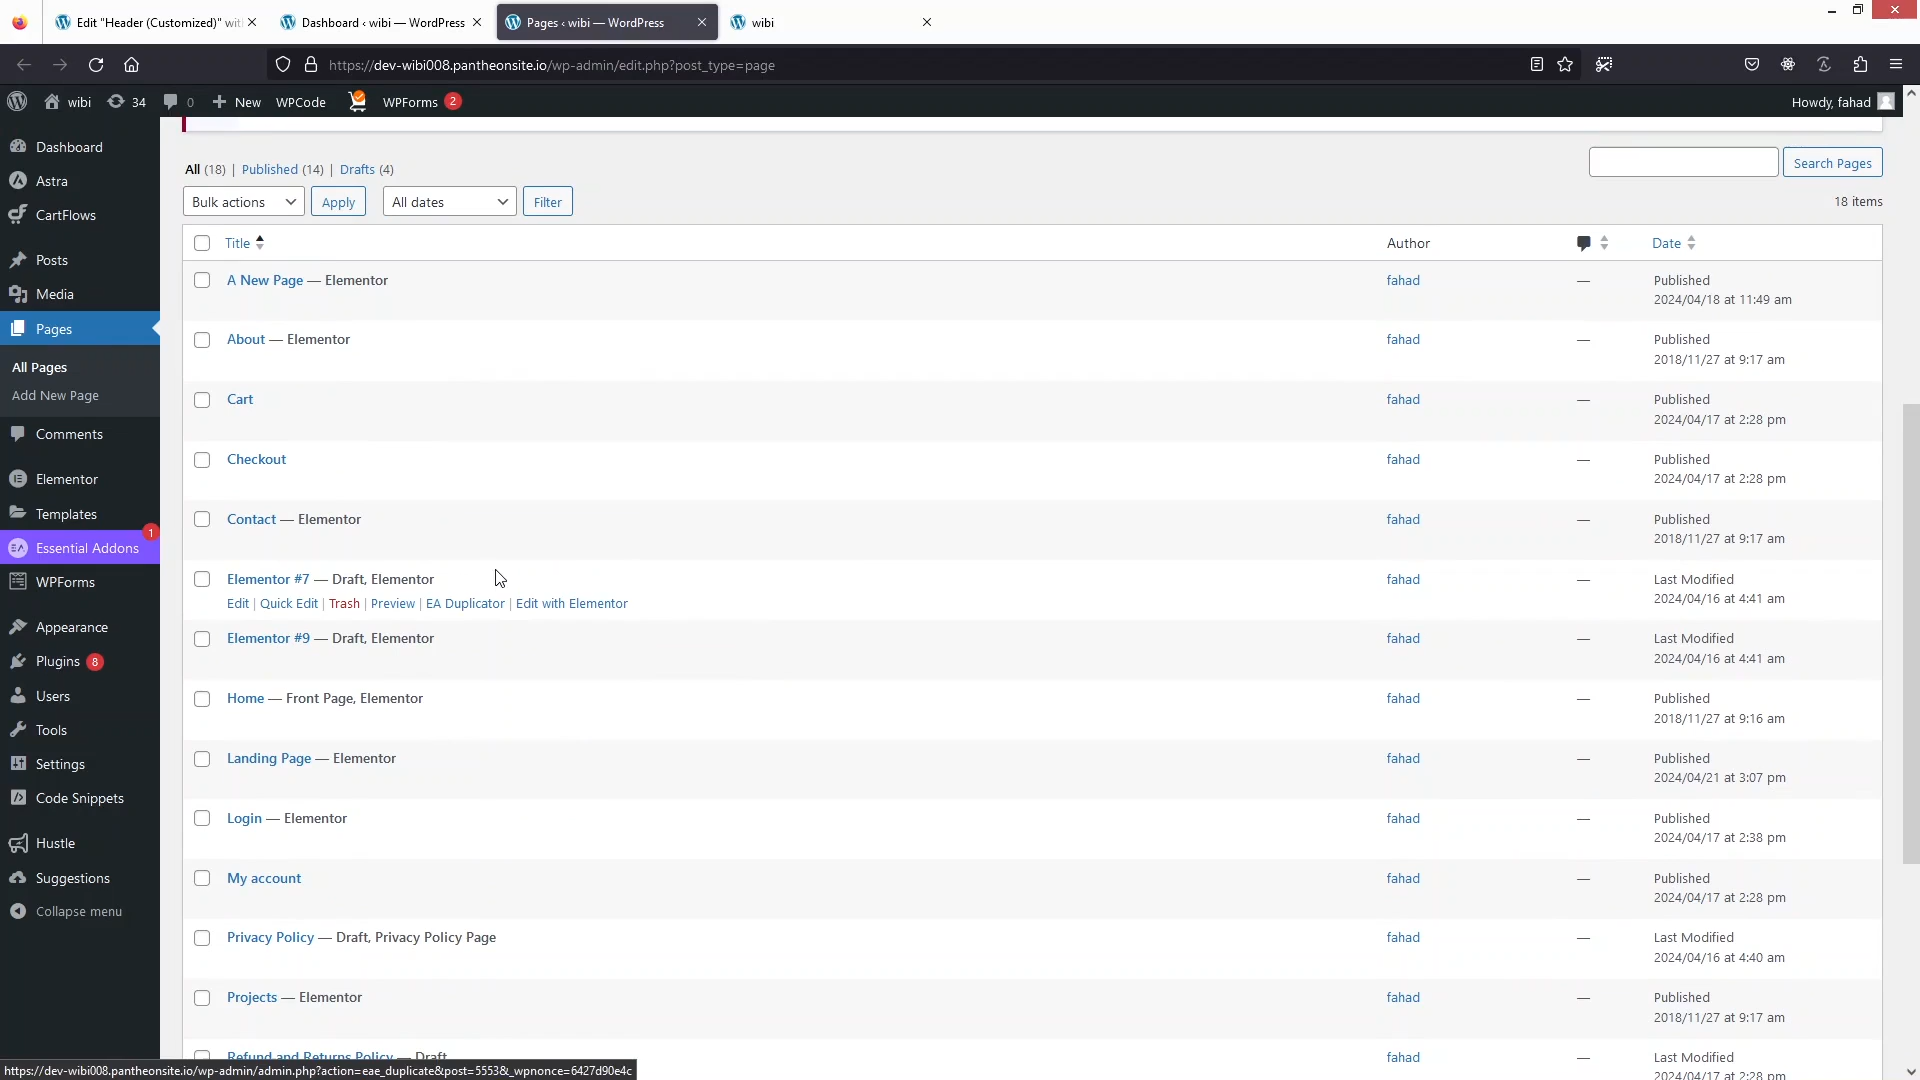 Edit "Header (Customized)" wit
Dashboard ‹ wibi — WordPress
Pages ‹ wibi — WordPress
wibi
https://dev-wibi008.pantheonsite.io/wp-admin/edit.php?post_type=page
wibi
34
0
New
WPCode
WPForms 2
Howdy, fahad
Dashboard
Astra
CartFlows
Posts
Media
Pages
All Pages
Add New Page
Comments
Elementor
Templates
Essential Addons 1
WPForms
Appearance
Plugins 8
Users
Tools
Settings
Code Snippets
Hustle
Suggestions
Collapse menu
All (18) | Published (14) | Drafts (4)
Search Pages
Bulk actions
Apply
All dates
Filter
18 items
Title
Author
Date
A New Page — Elementor
fahad
—
Published
2024/04/18 at 11:49 am
About — Elementor
fahad
—
Published
2018/11/27 at 9:17 am
Cart
fahad
—
Published
2024/04/17 at 2:28 pm
Checkout
fahad
—
Published
2024/04/17 at 2:28 pm
Contact — Elementor
fahad
—
Published
2018/11/27 at 9:17 am
Elementor #7 — Draft, Elementor
Edit | Quick Edit | Trash | Preview | EA Duplicator | Edit with Elementor
fahad
—
Last Modified
2024/04/16 at 4:41 am
Elementor #9 — Draft, Elementor
fahad
—
Last Modified
2024/04/16 at 4:41 am
Home — Front Page, Elementor
fahad
—
Published
2018/11/27 at 9:16 am
Landing Page — Elementor
fahad
—
Published
2024/04/21 at 3:07 pm
Login — Elementor
fahad
—
Published
2024/04/17 at 2:38 pm
My account
fahad
—
Published
2024/04/17 at 2:28 pm
Privacy Policy — Draft, Privacy Policy Page
fahad
—
Last Modified
2024/04/16 at 4:40 am
Projects — Elementor
fahad
—
Published
2018/11/27 at 9:17 am
Refund and Returns Policy — Draft
fahad
—
Last Modified
2024/04/17 at 2:28 pm
https://dev-wibi008.pantheonsite.io/wp-admin/admin.php?action=eae_duplicate&post=5553&_wpnonce=6427d90e4c